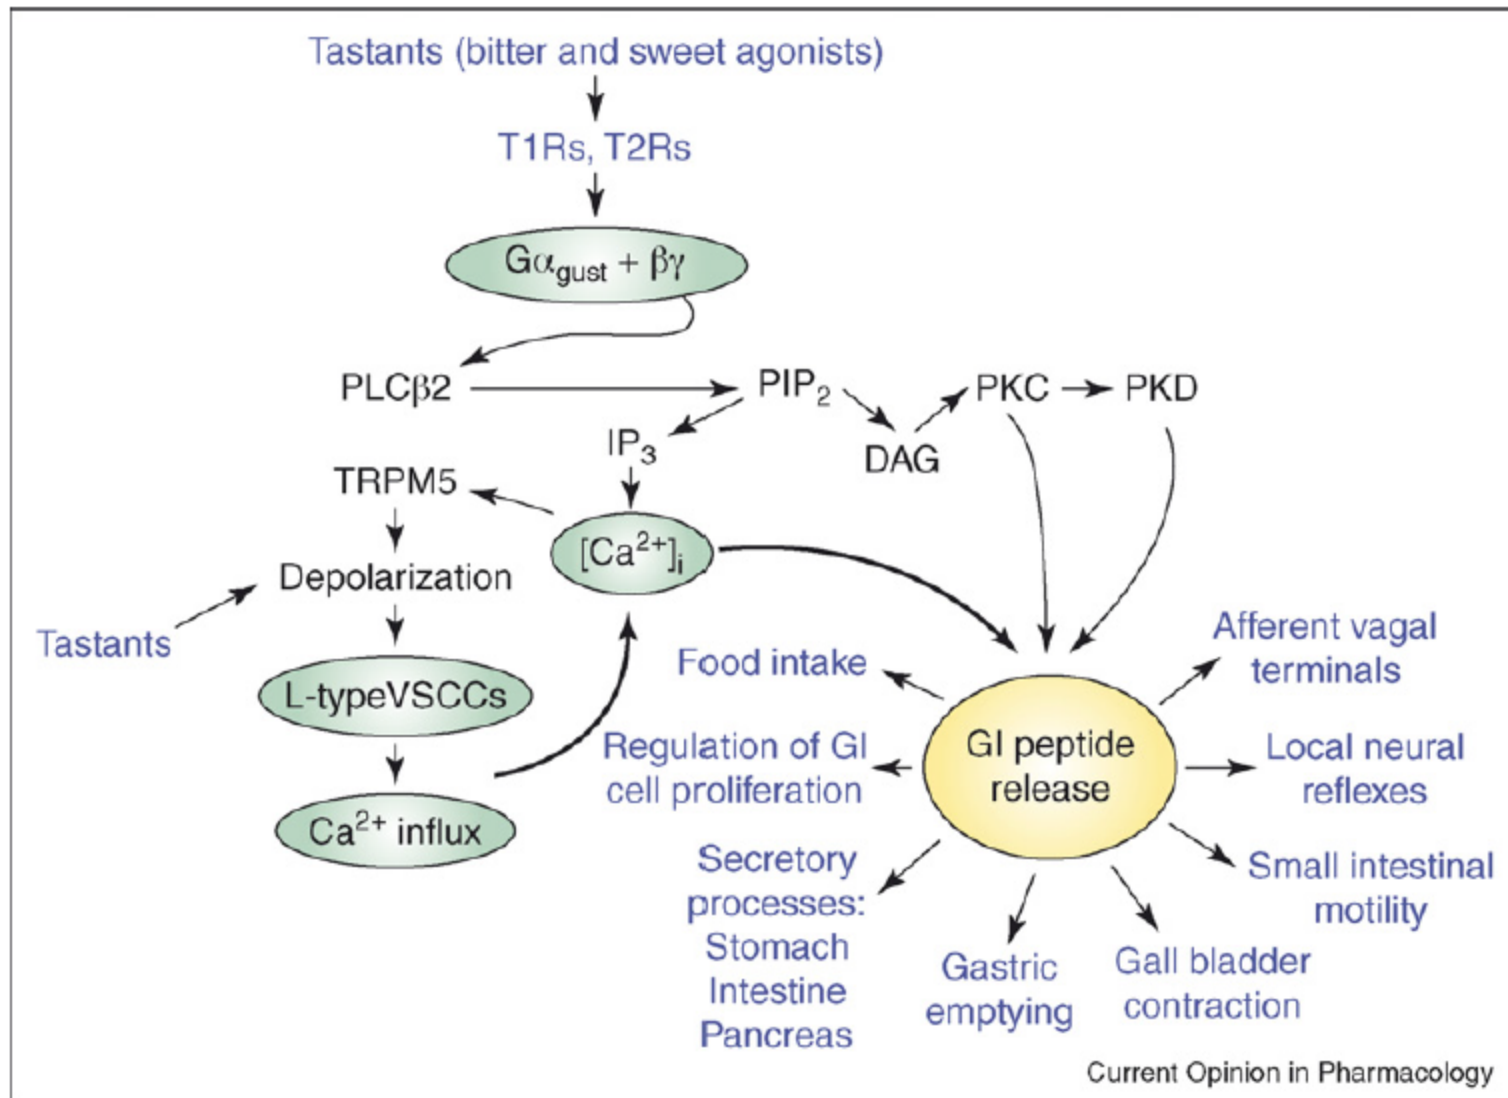 Tastants (bitter and sweet agonists)
T1Rs, T2Rs
Gα₉ᵤₛₜ + βγ
PLCβ2
PIP₂
PKC
PKD
IP₃
DAG
TRPM5
[Ca²⁺]ᵢ
Depolarization
Tastants
L-typeVSCCs
Ca²⁺ influx
Food intake
Regulation of GI
cell proliferation
Secretory
processes:
Stomach
Intestine
Pancreas
GI peptide
release
Gastric
emptying
Gall bladder
contraction
Small intestinal
motility
Local neural
reflexes
Afferent vagal
terminals
Current Opinion in Pharmacology